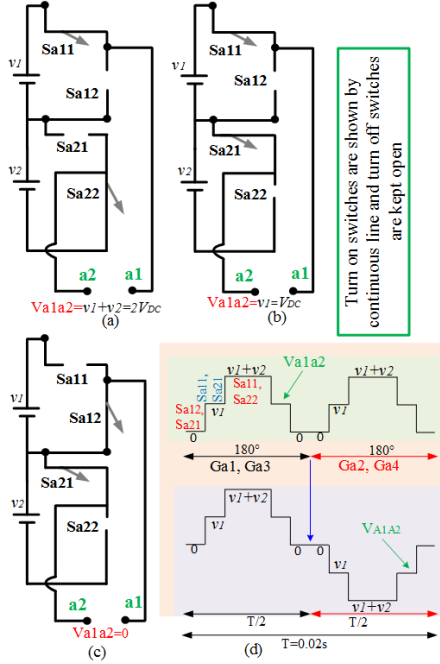 Sa11
v1
Sa12
Sa21
v2
Sa22
a2 a1
Va1a2=v1+v2=2VDC
(a)
Sa11
v1
Sa12
Sa21
v2
Sa22
a2 a1
Va1a2=v1=VDC
(b)
Turn on switches are shown by
continuous line and turn off switches
are kept open
Sa11
v1
Sa12
Sa21
v2
Sa22
a2 a1
Va1a2=0
(c)
v1+v2 v1+v2
Va1a2
Sa11,
Sa21
Sa11,
Sa22
Sa12,
Sa21
v1 v1
0 0 0 0
180° 180°
Ga1, Ga3 Ga2, Ga4
v1+v2
v1
VA1A2
0 0 0
v1
v1+v2
T/2 T/2
T=0.02s
(d)